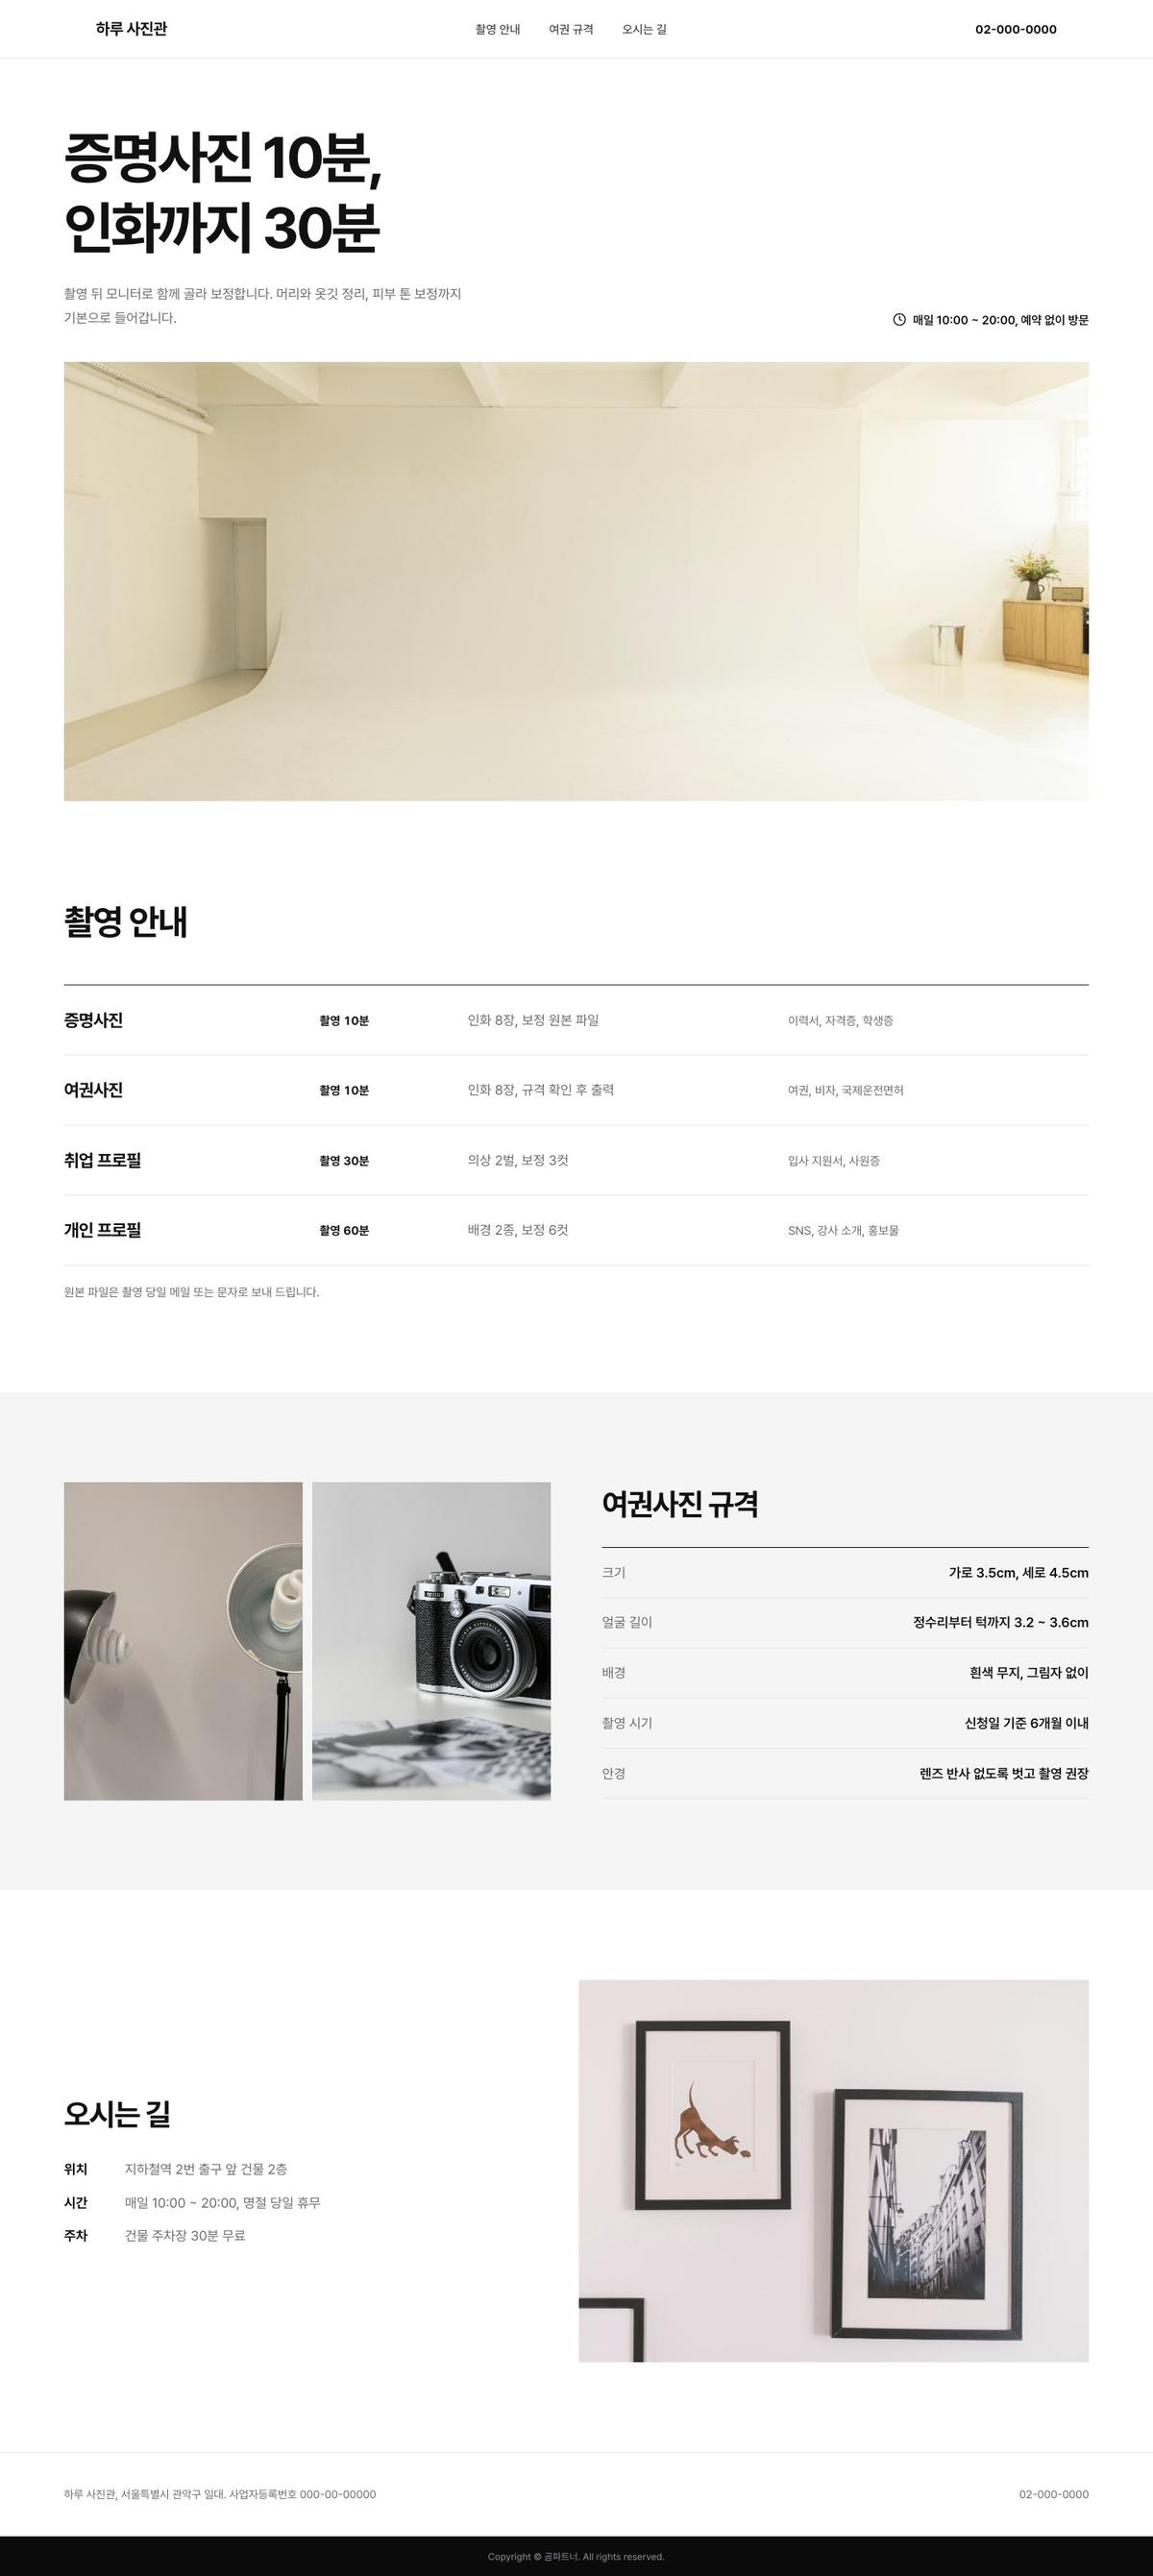 하루 사진관
촬영 안내 여권 규격 오시는 길
02-000-0000
증명사진 10분,
인화까지 30분
촬영 뒤 모니터로 함께 골라 보정합니다. 머리와 옷깃 정리, 피부 톤 보정까지
기본으로 들어갑니다.
매일 10:00 ~ 20:00, 예약 없이 방문
촬영 안내
증명사진 촬영 10분 인화 8장, 보정 원본 파일 이력서, 자격증, 학생증
여권사진 촬영 10분 인화 8장, 규격 확인 후 출력 여권, 비자, 국제운전면허
취업 프로필 촬영 30분 의상 2벌, 보정 3컷 입사 지원서, 사원증
개인 프로필 촬영 60분 배경 2종, 보정 6컷 SNS, 강사 소개, 홍보물
원본 파일은 촬영 당일 메일 또는 문자로 보내 드립니다.
여권사진 규격
크기 가로 3.5cm, 세로 4.5cm
얼굴 길이 정수리부터 턱까지 3.2 ~ 3.6cm
배경 흰색 무지, 그림자 없이
촬영 시기 신청일 기준 6개월 이내
안경 렌즈 반사 없도록 벗고 촬영 권장
오시는 길
위치 지하철역 2번 출구 앞 건물 2층
시간 매일 10:00 ~ 20:00, 명절 당일 휴무
주차 건물 주차장 30분 무료
하루 사진관, 서울특별시 관악구 일대. 사업자등록번호 000-00-00000
02-000-0000
Copyright © 곰파트너. All rights reserved.